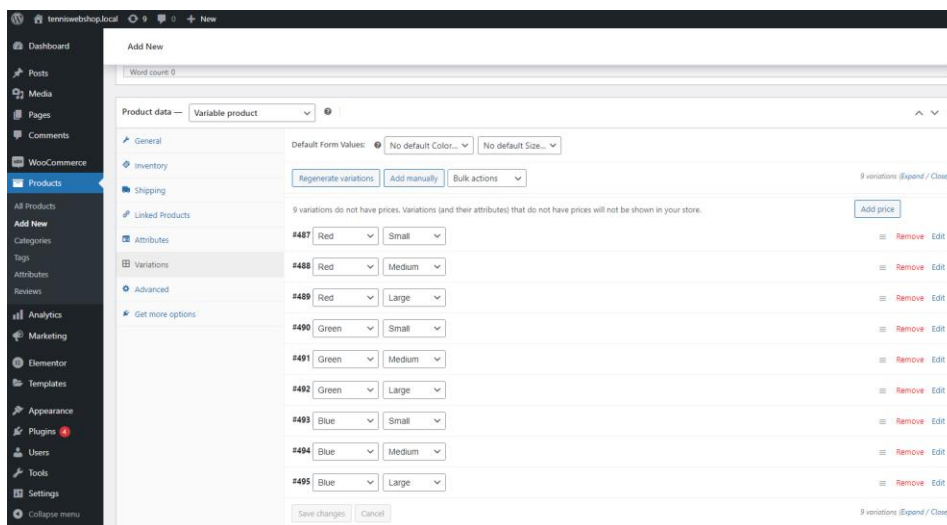 tenniswebshop.local 9 0 + New
Dashboard
Posts
Media
Pages
Comments
WooCommerce
Products
All Products
Add New
Categories
Tags
Attributes
Reviews
Analytics
Marketing
Elementor
Templates
Appearance
Plugins 4
Users
Tools
Settings
Collapse menu
Add New
Word count: 0
Product data — Variable product
General
Inventory
Shipping
Linked Products
Attributes
Variations
Advanced
Get more options
Default Form Values: No default Color... No default Size...
Regenerate variations Add manually Bulk actions 9 variations (Expand / Close
9 variations do not have prices. Variations (and their attributes) that do not have prices will not be shown in your store. Add price
#487 Red Small Remove Edit
#488 Red Medium Remove Edit
#489 Red Large Remove Edit
#490 Green Small Remove Edit
#491 Green Medium Remove Edit
#492 Green Large Remove Edit
#493 Blue Small Remove Edit
#494 Blue Medium Remove Edit
#495 Blue Large Remove Edit
Save changes Cancel 9 variations (Expand / Close